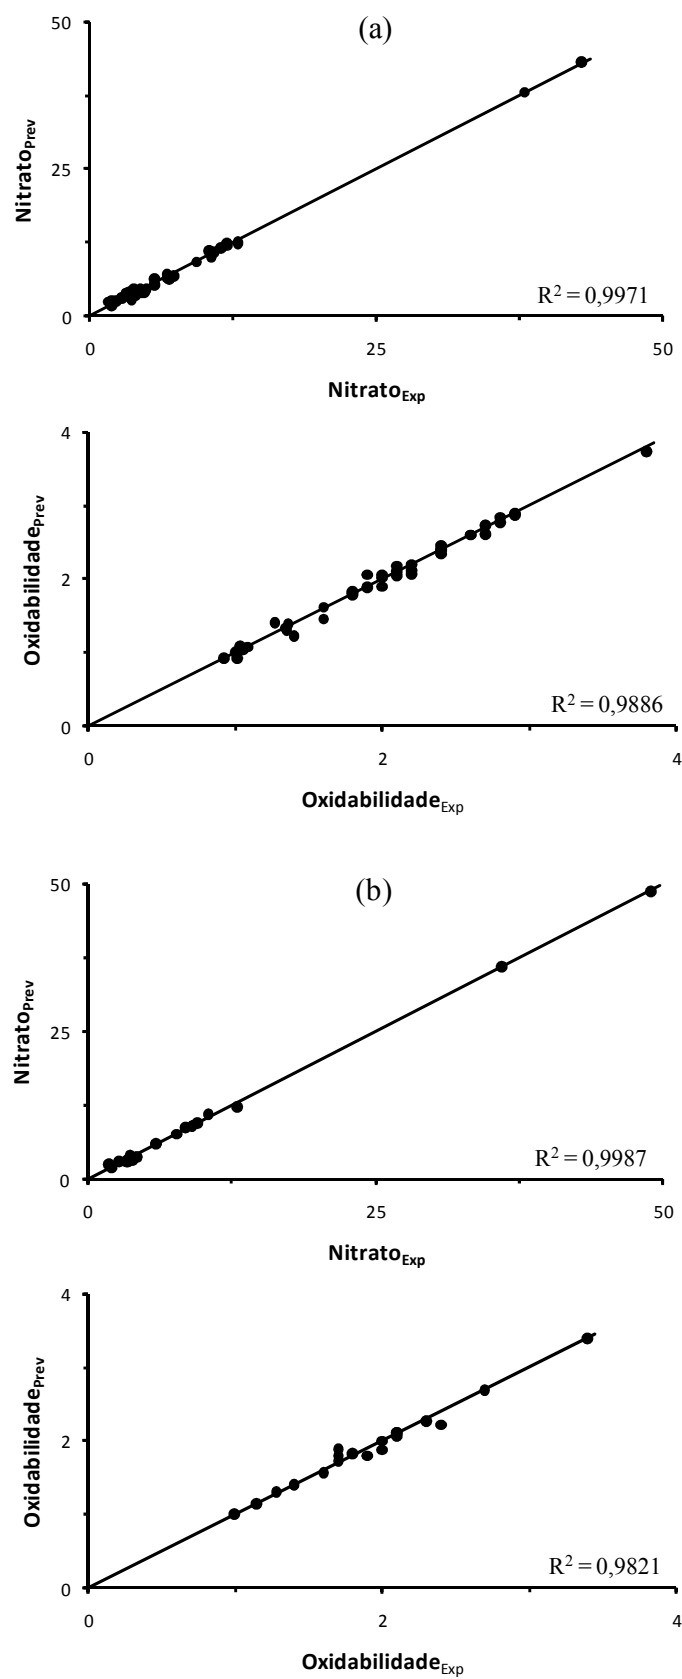 (a)
50
25
0
Nitrato_Prev
R² = 0,9971
0 25 50
Nitrato_Exp
4
2
0
Oxidabilidade_Prev
R² = 0,9886
0 2 4
Oxidabilidade_Exp
(b)
50
25
0
Nitrato_Prev
R² = 0,9987
0 25 50
Nitrato_Exp
4
2
0
Oxidabilidade_Prev
R² = 0,9821
0 2 4
Oxidabilidade_Exp